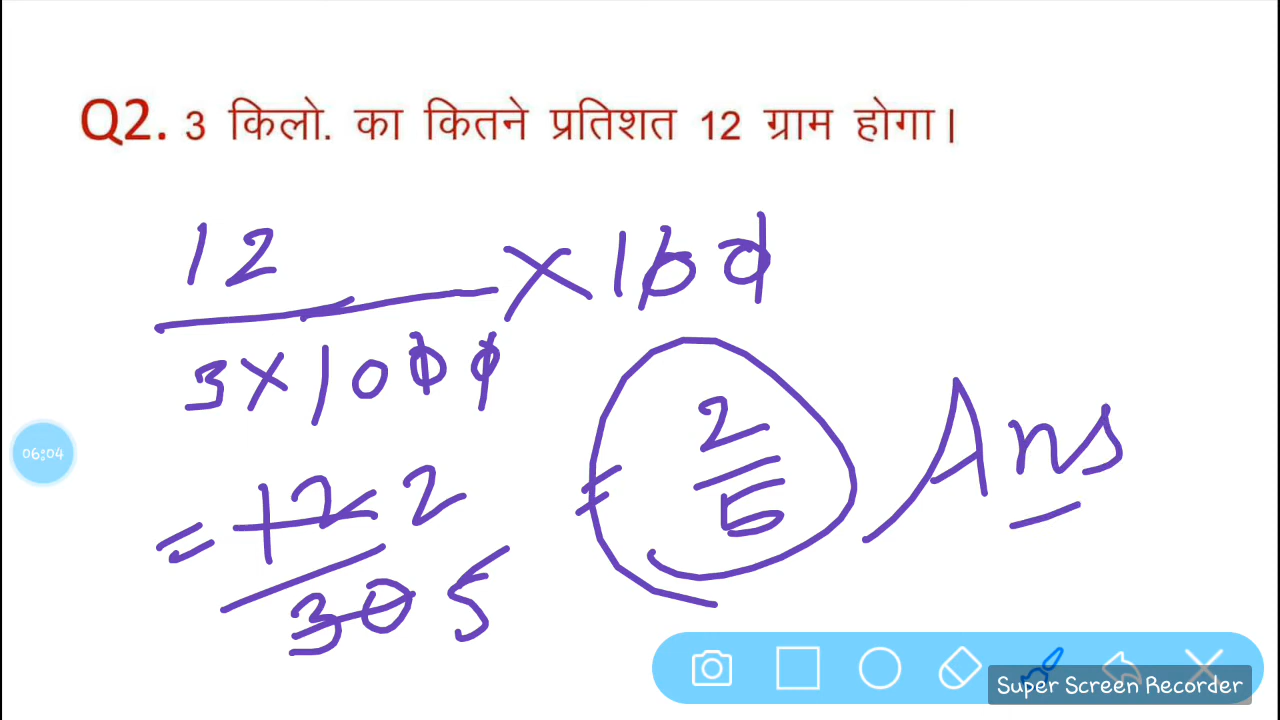 Q2. 3 किलो. का कितने प्रतिशत 12 ग्राम होगा।
12
× 100
3×1000
= 12 2
30 5
= 2
5
Ans
06:04
Super Screen Recorder